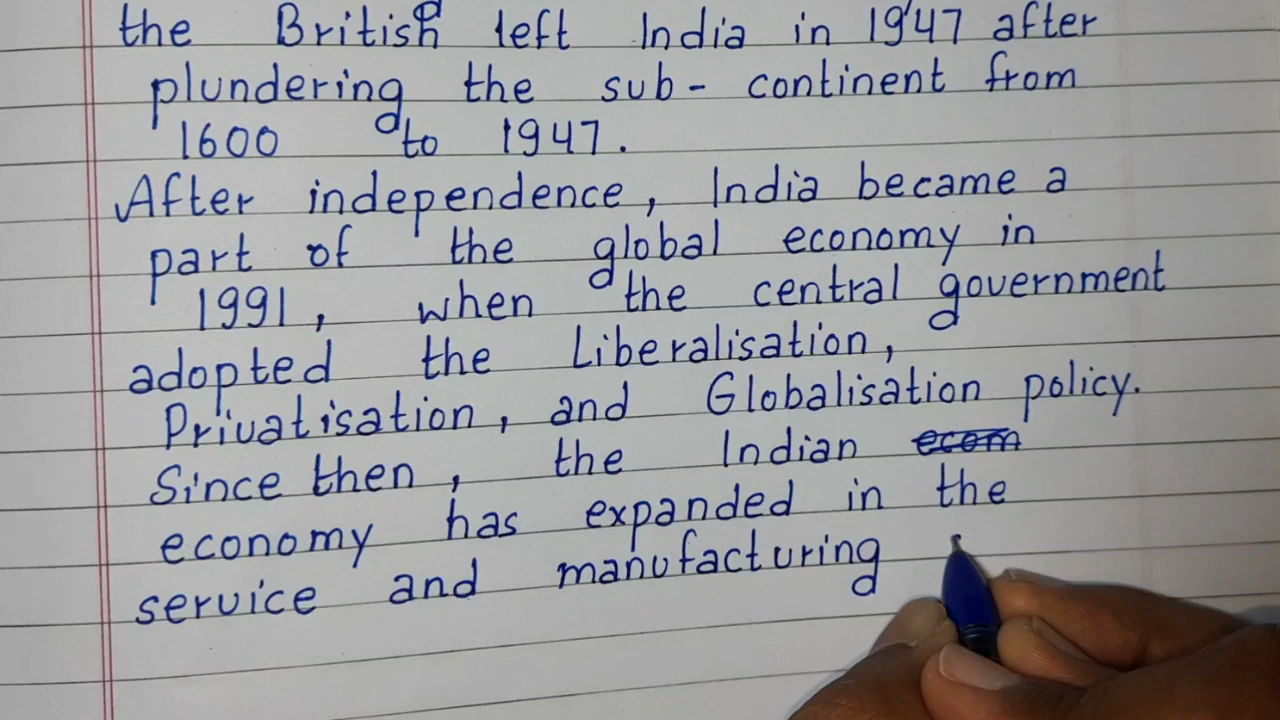 the British left India in 1947 after
plundering the sub-continent from
1600 to 1947.
After independence, India became a
part of the global economy in
1991, when the central government
adopted the Liberalisation,
Privatisation, and Globalisation policy.
Since then, the Indian ecom
economy has expanded in the
service and manufacturing